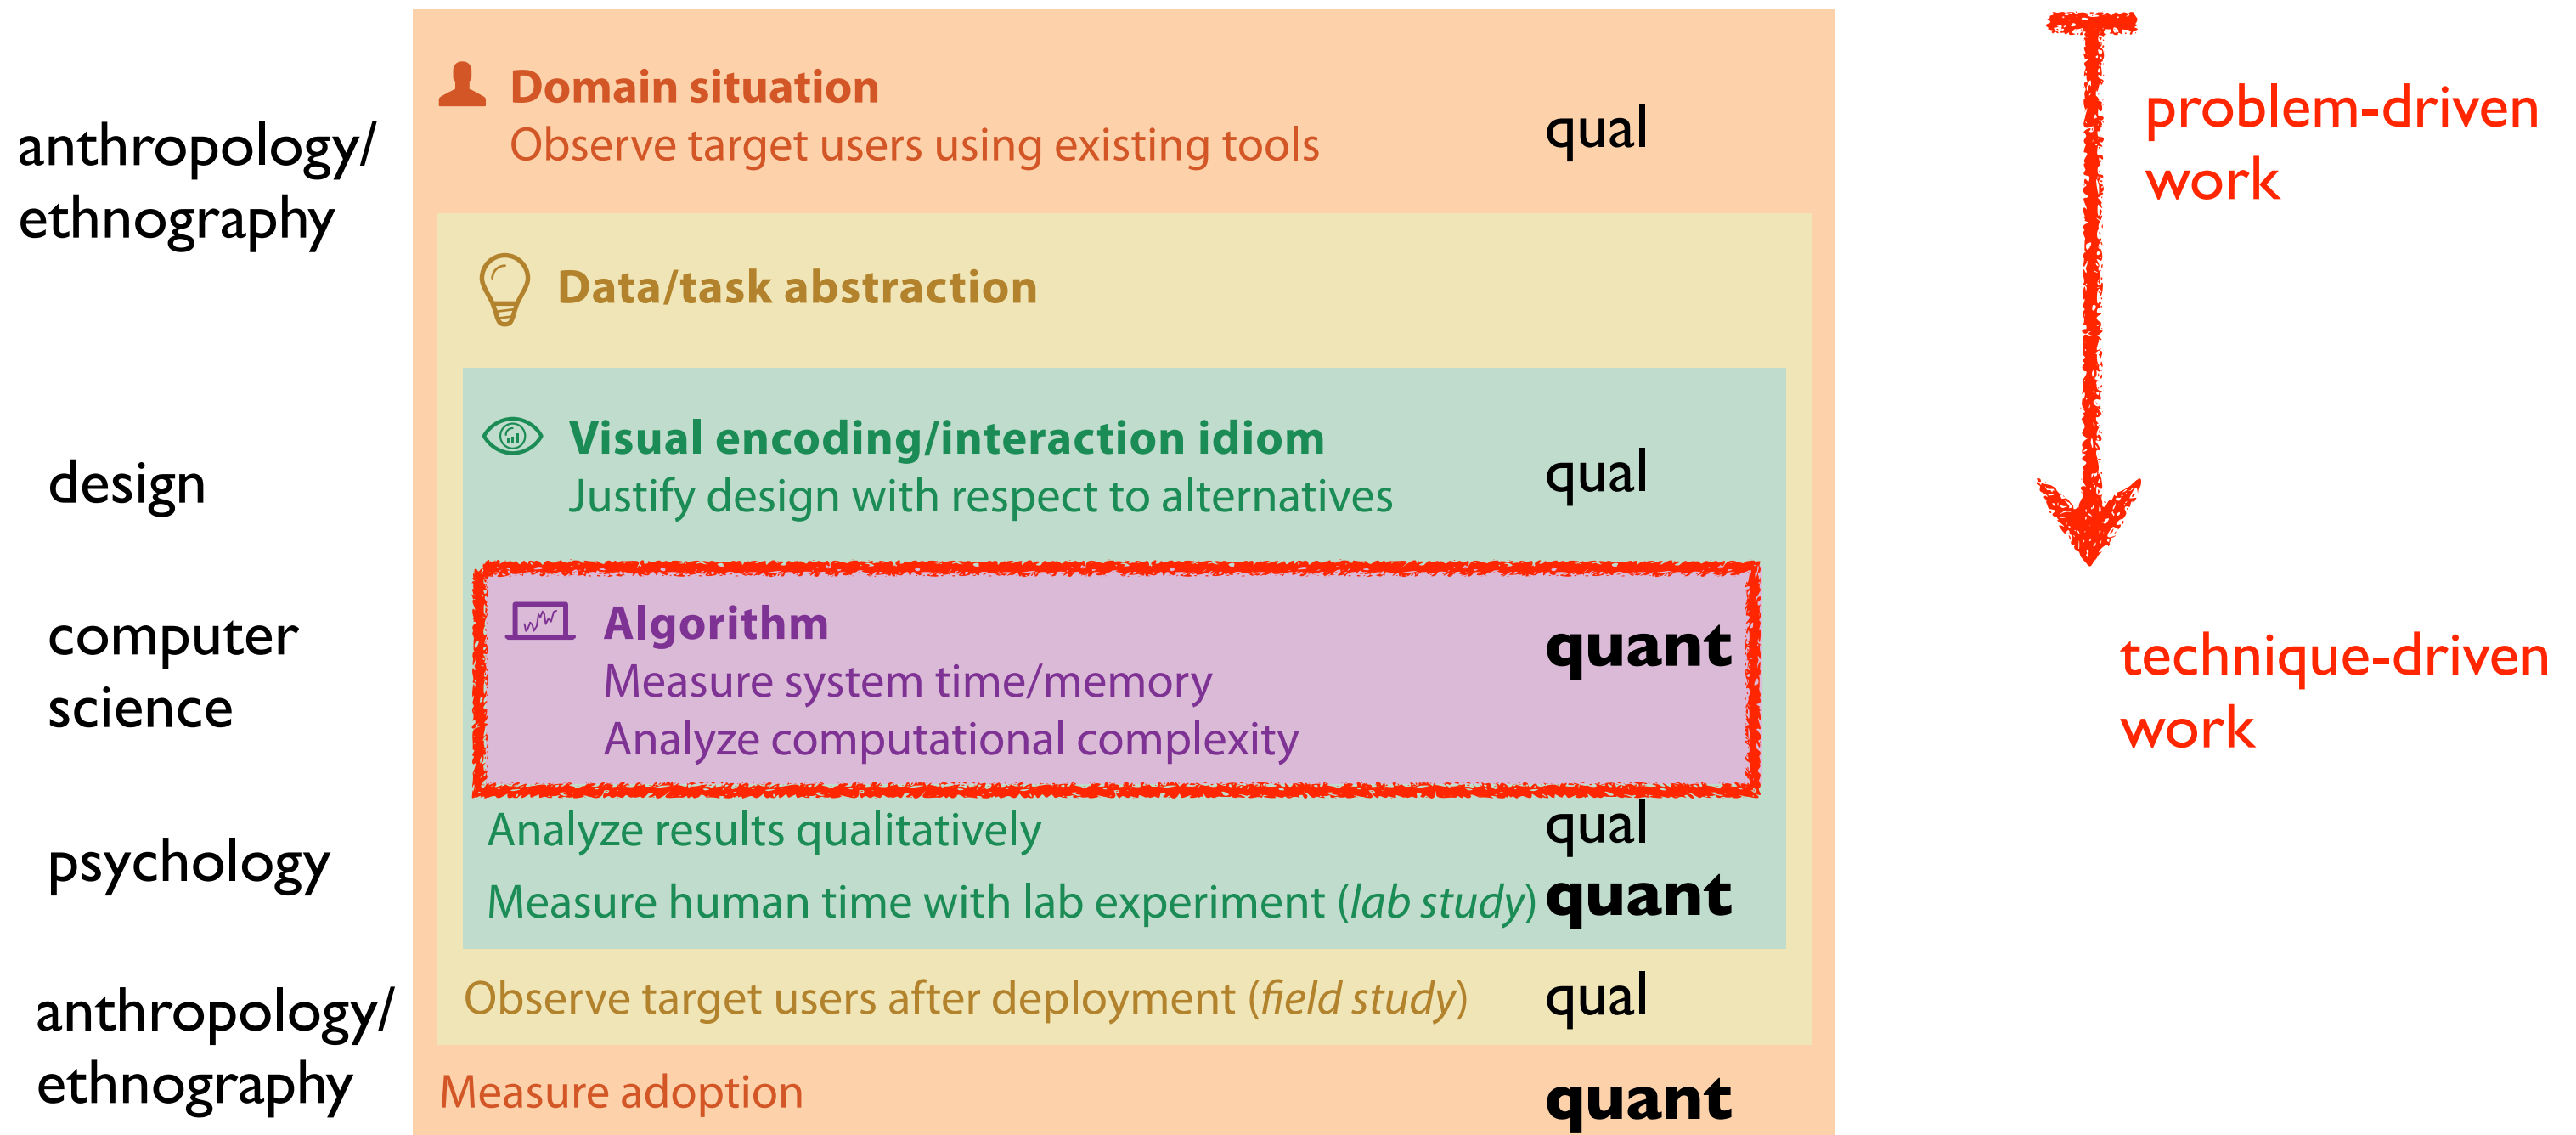 anthropology/
ethnography
design
computer
science
psychology
anthropology/
ethnography
Domain situation
Observe target users using existing tools
qual
Data/task abstraction
Visual encoding/interaction idiom
Justify design with respect to alternatives
qual
Algorithm
Measure system time/memory
Analyze computational complexity
quant
Analyze results qualitatively
qual
Measure human time with lab experiment (lab study)
quant
Observe target users after deployment (field study)
qual
Measure adoption
quant
problem-driven
work
technique-driven
work